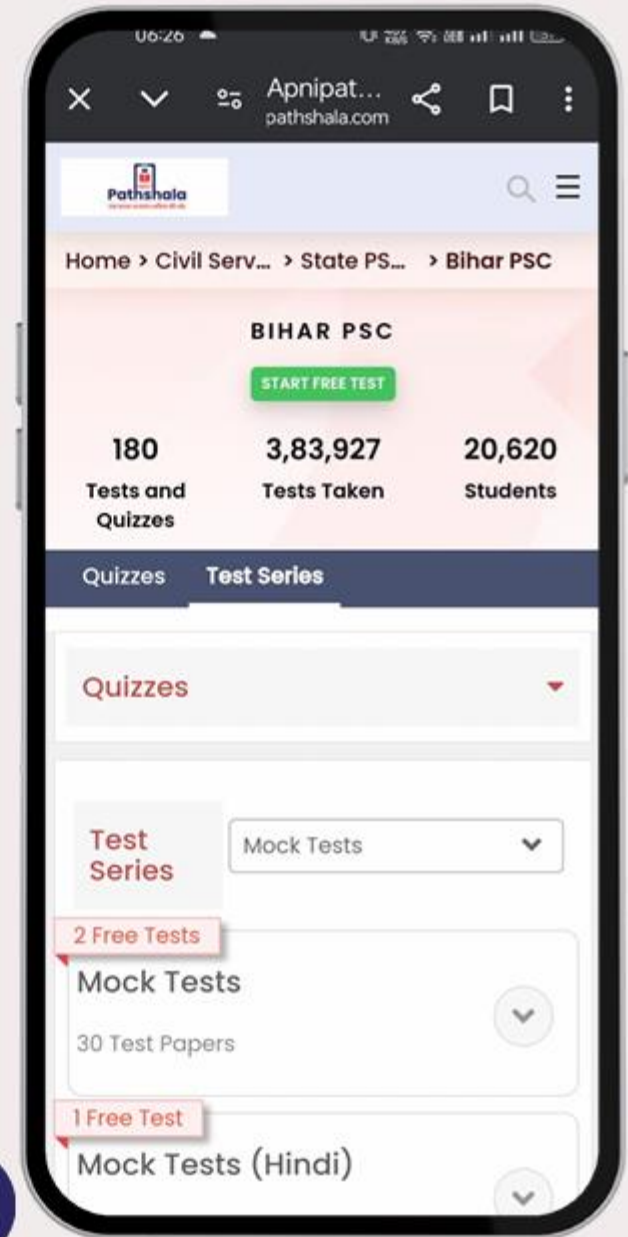 06:26
Apnipat...
pathshala.com
Pathshala
Home > Civil Serv... > State PS... > Bihar PSC
BIHAR PSC
START FREE TEST
180 3,83,927 20,620
Tests and Tests Taken Students
Quizzes
Quizzes Test Series
Quizzes
Test Mock Tests
Series
2 Free Tests
Mock Tests
30 Test Papers
1 Free Test
Mock Tests (Hindi)